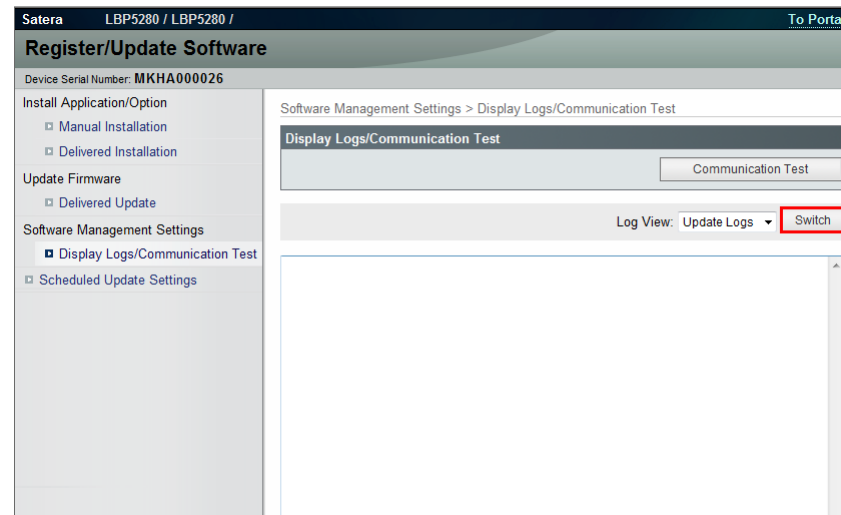 Satera LBP5280 / LBP5280 / To Porta
Register/Update Software
Device Serial Number: MKHA000026
Install Application/Option
Manual Installation
Delivered Installation
Update Firmware
Delivered Update
Software Management Settings
Display Logs/Communication Test
Scheduled Update Settings
Software Management Settings > Display Logs/Communication Test
Display Logs/Communication Test
Communication Test
Log View: Update Logs Switch